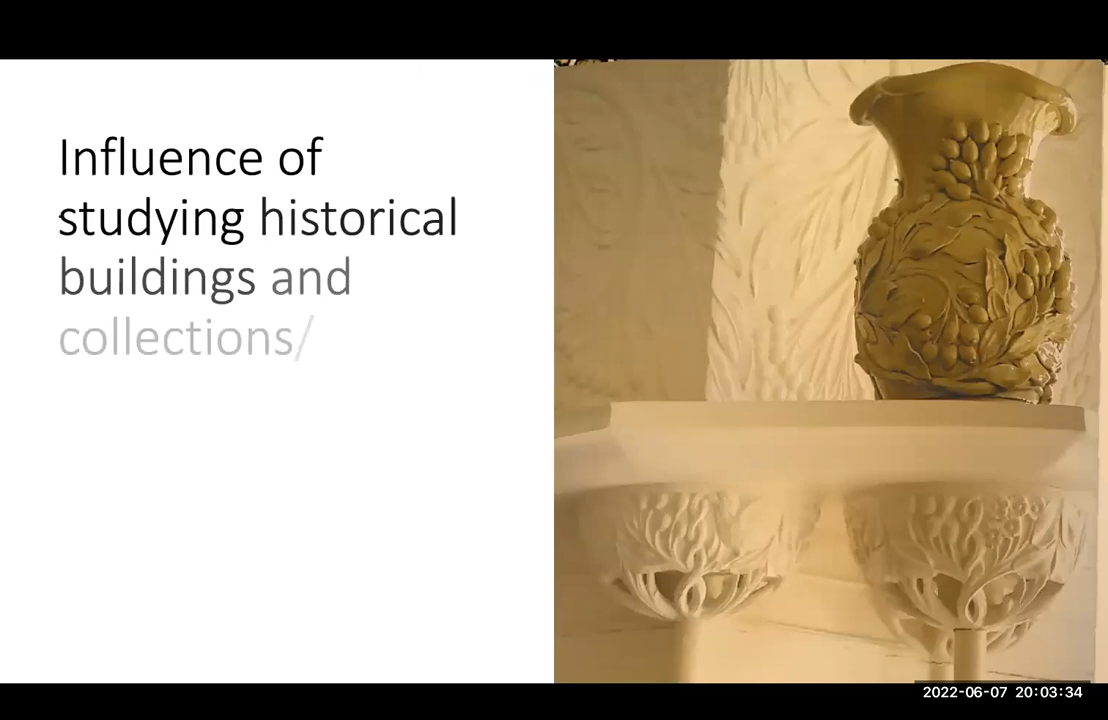 Influence of
studying historical
buildings and
collections/
2022-06-07 20:03:34